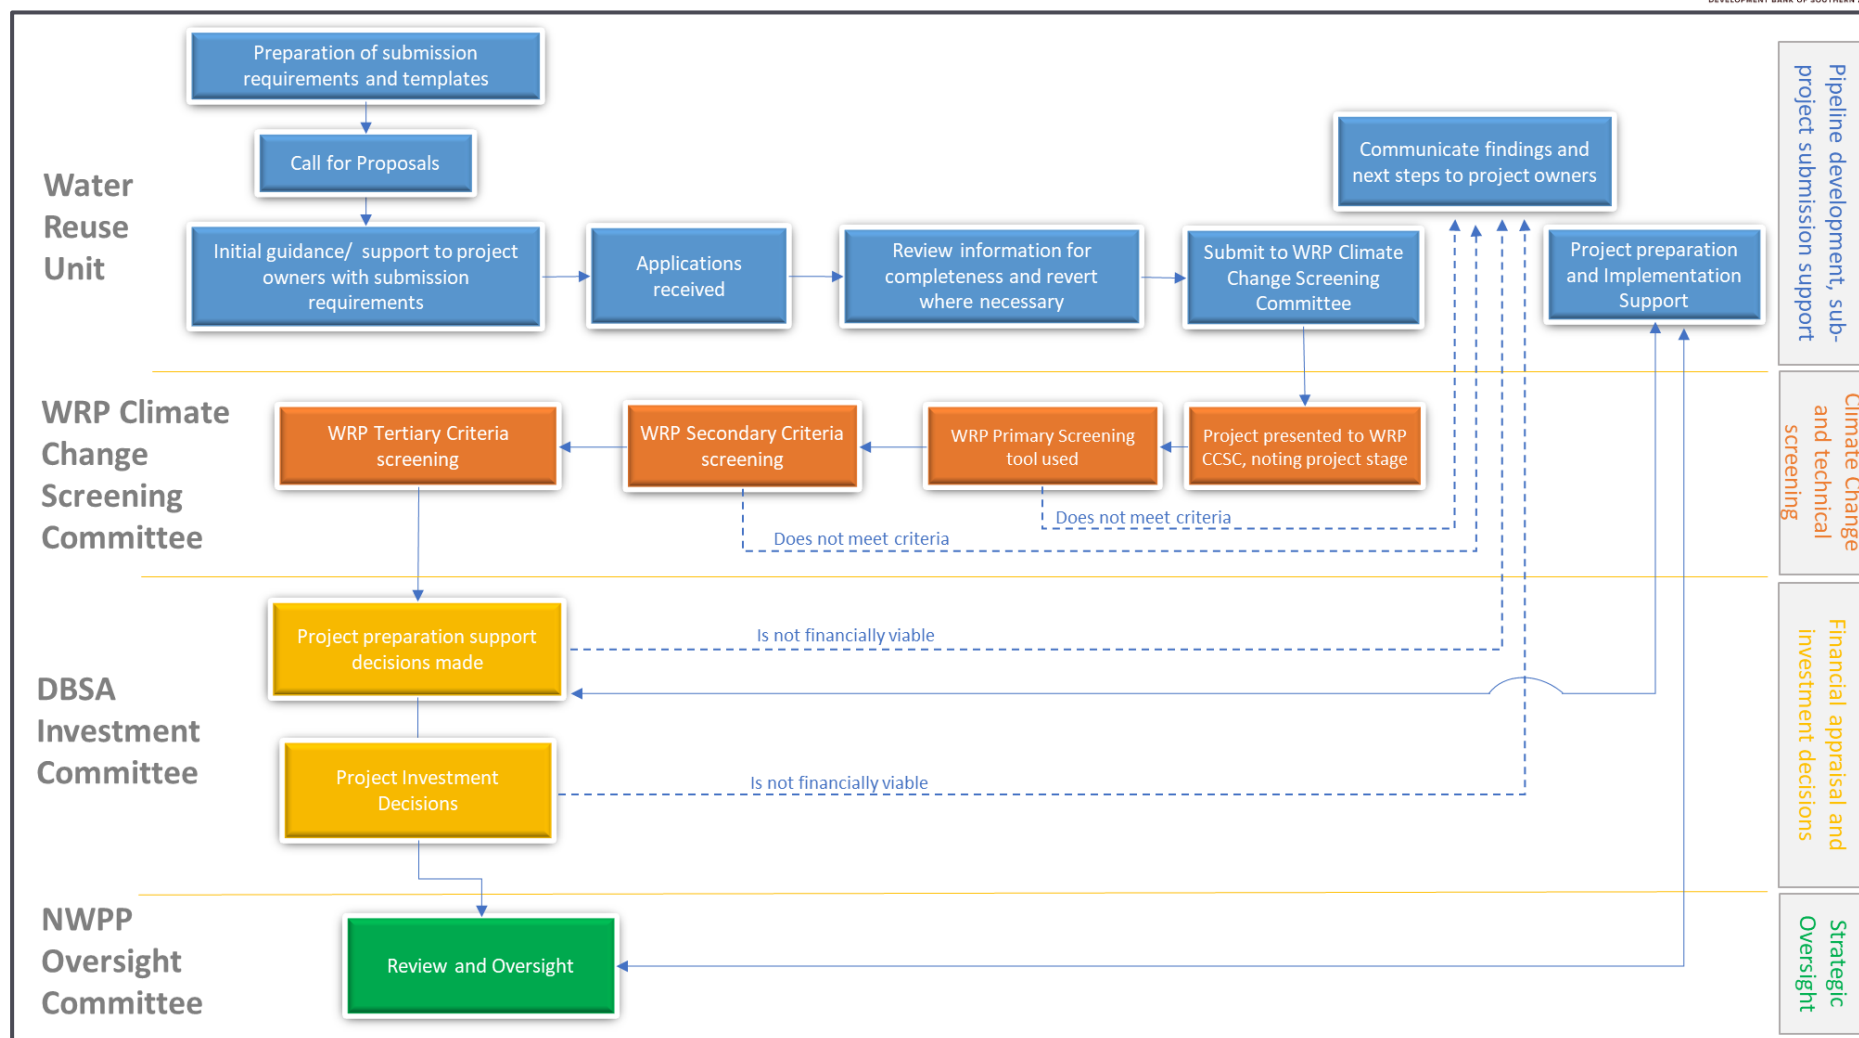 DEVELOPMENT BANK OF SOUTHERN
Preparation of submission
requirements and templates
Call for Proposals
Water
Reuse
Unit
Initial guidance/ support to project
owners with submission
requirements
Applications
received
Review information for
completeness and revert
where necessary
Submit to WRP Climate
Change Screening
Committee
Communicate findings and
next steps to project owners
Project preparation
and Implementation
Support
Pipeline development, sub-
project submission support
WRP Climate
Change
Screening
Committee
WRP Tertiary Criteria
screening
WRP Secondary Criteria
screening
WRP Primary Screening
tool used
Project presented to WRP
CCSC, noting project stage
Does not meet criteria
Does not meet criteria
Climate Change
and technical
screening
DBSA
Investment
Committee
Project preparation support
decisions made
Is not financially viable
Project Investment
Decisions
Is not financially viable
Financial appraisal and
investment decisions
NWPP
Oversight
Committee
Review and Oversight
Strategic
Oversight